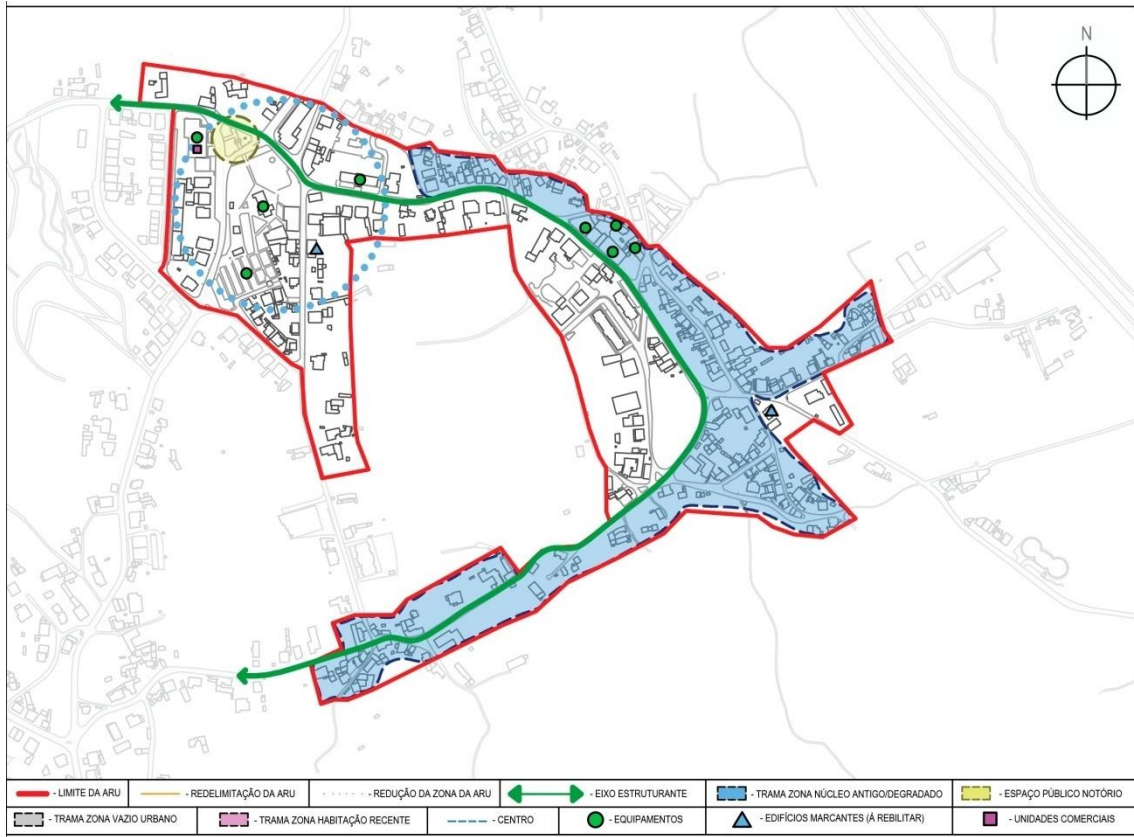 N
- LIMITE DA ARU
- REDELIMITAÇÃO DA ARU
- REDUÇÃO DA ZONA DA ARU
- EIXO ESTRUTURANTE
- TRAMA ZONA NÚCLEO ANTIGO/DEGRADADO
- ESPAÇO PÚBLICO NOTÓRIO
- TRAMA ZONA VAZIO URBANO
- TRAMA ZONA HABITAÇÃO RECENTE
- CENTRO
- EQUIPAMENTOS
- EDIFÍCIOS MARCANTES (Á REBILITAR)
- UNIDADES COMERCIAIS